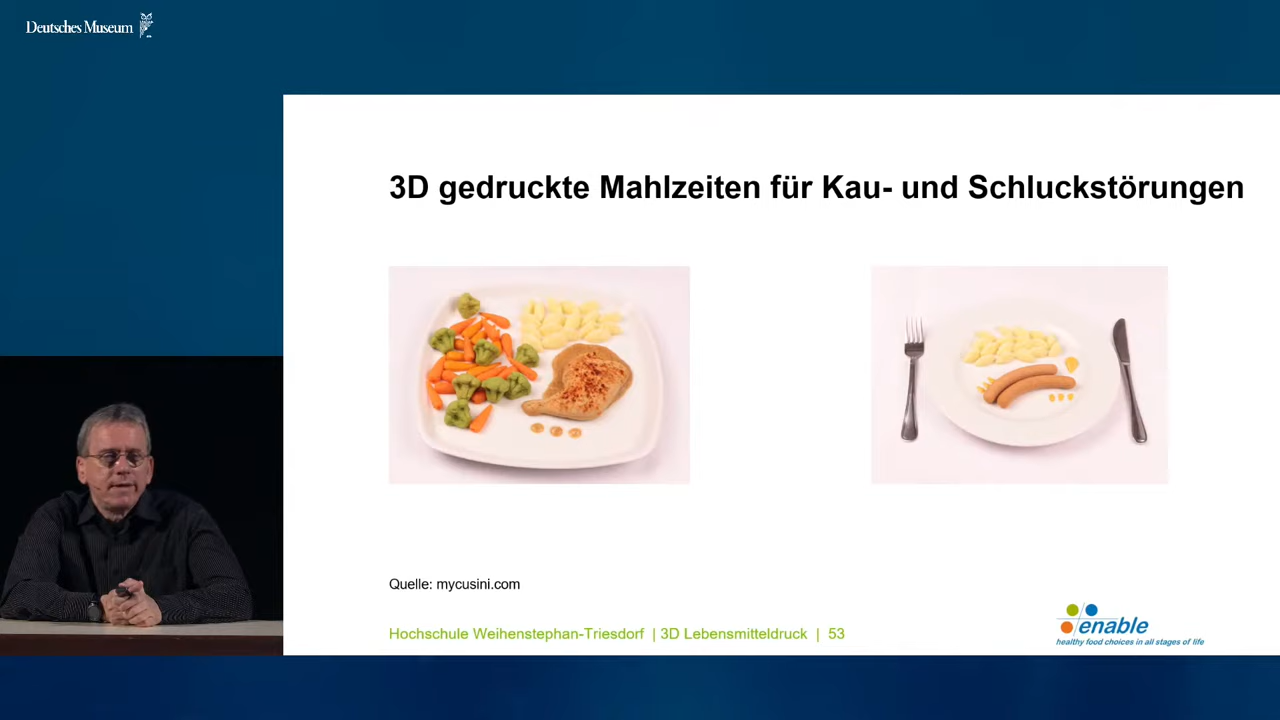 Deutsches Museum
3D gedruckte Mahlzeiten für Kau- und Schluckstörungen
Quelle: mycusini.com
Hochschule Weihenstephan-Triesdorf | 3D Lebensmitteldruck | 53
enable
healthy food choices in all stages of life